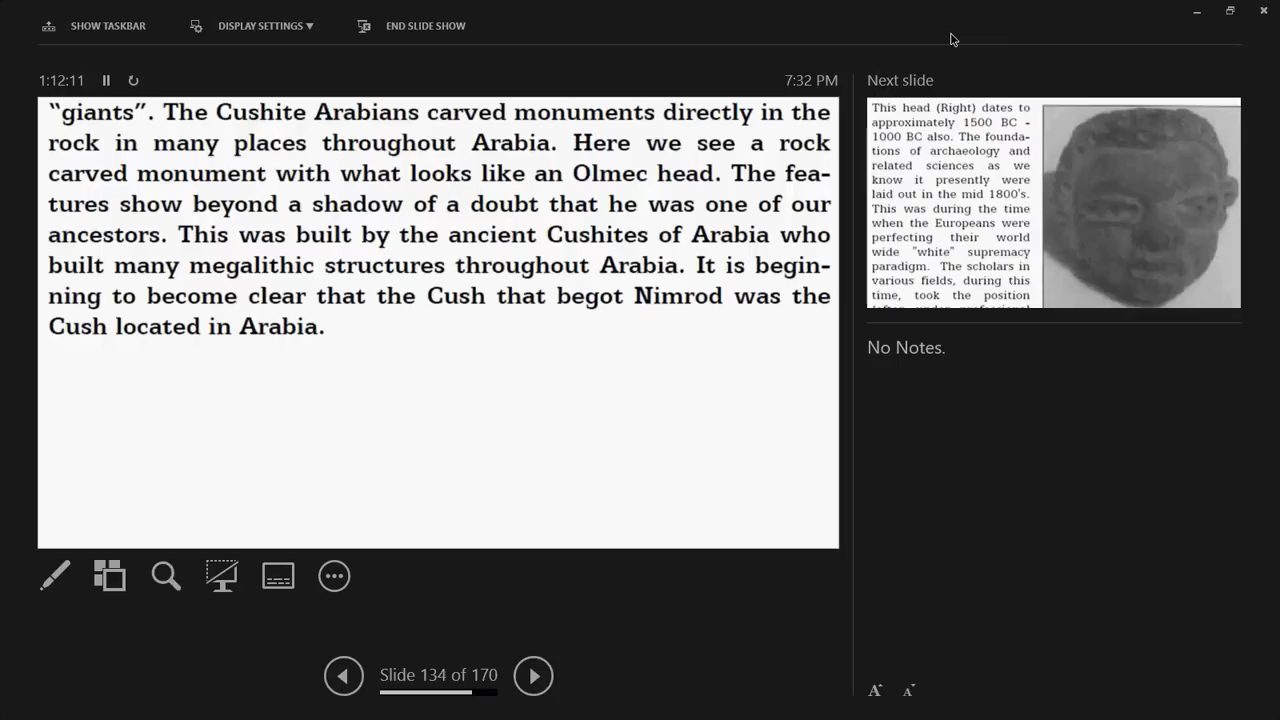 SHOW TASKBAR
DISPLAY SETTINGS ▼
END SLIDE SHOW
1:12:11
7:32 PM
"giants". The Cushite Arabians carved monuments directly in the
rock in many places throughout Arabia. Here we see a rock
carved monument with what looks like an Olmec head. The fea-
tures show beyond a shadow of a doubt that he was one of our
ancestors. This was built by the ancient Cushites of Arabia who
built many megalithic structures throughout Arabia. It is begin-
ning to become clear that the Cush that begot Nimrod was the
Cush located in Arabia.
Slide 134 of 170
Next slide
This head (Right) dates to
approximately 1500 BC -
1000 BC also. The founda-
tions of archaeology and
related sciences as we
know it presently were
laid out in the mid 1800's.
This was during the time
when the Europeans were
perfecting their world
wide "white" supremacy
paradigm. The scholars in
various fields, during this
time, took the position
No Notes.
A A